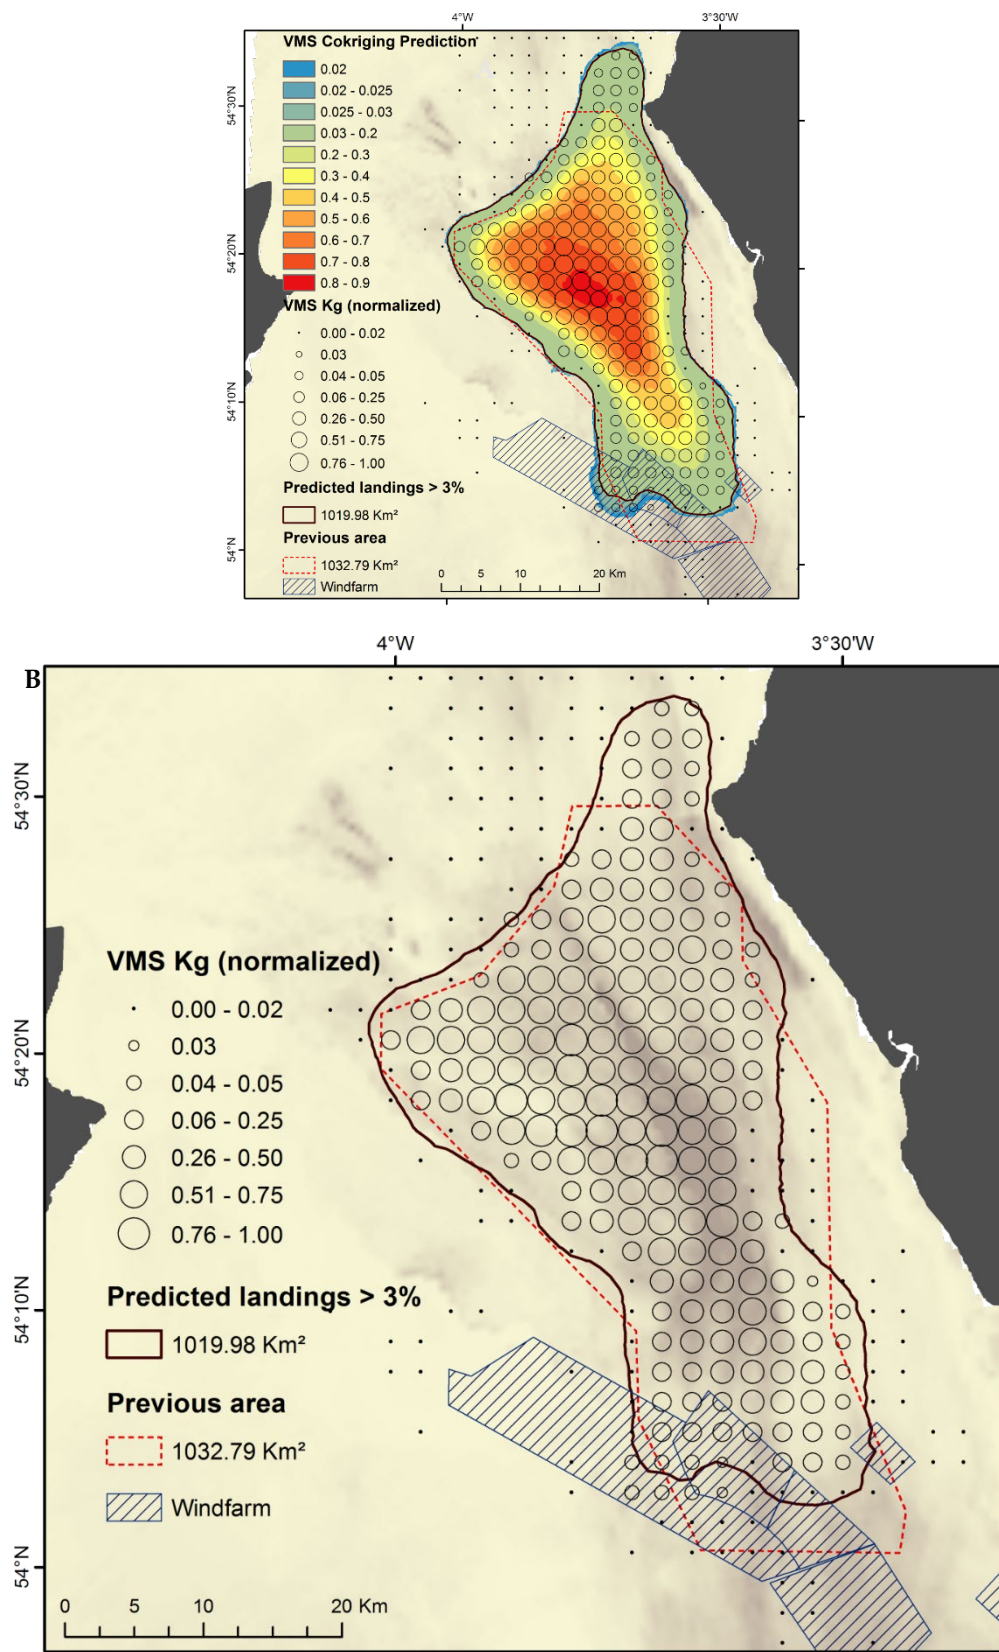 4°W
3°30'W
VMS Cokriging Prediction
0.02
0.02 - 0.025
0.025 - 0.03
0.03 - 0.2
0.2 - 0.3
0.3 - 0.4
0.4 - 0.5
0.5 - 0.6
0.6 - 0.7
0.7 - 0.8
0.8 - 0.9
VMS Kg (normalized)
0.00 - 0.02
0.03
0.04 - 0.05
0.06 - 0.25
0.26 - 0.50
0.51 - 0.75
0.76 - 1.00
Predicted landings > 3%
1019.98 Km²
Previous area
1032.79 Km²
Windfarm
0 5 10 20 Km
54°30'N
54°20'N
54°10'N
54°N
4°W
3°30'W
B
4°W
3°30'W
54°30'N
54°20'N
54°10'N
54°N
VMS Kg (normalized)
0.00 - 0.02
0.03
0.04 - 0.05
0.06 - 0.25
0.26 - 0.50
0.51 - 0.75
0.76 - 1.00
Predicted landings > 3%
1019.98 Km²
Previous area
1032.79 Km²
Windfarm
0 5 10 20 Km